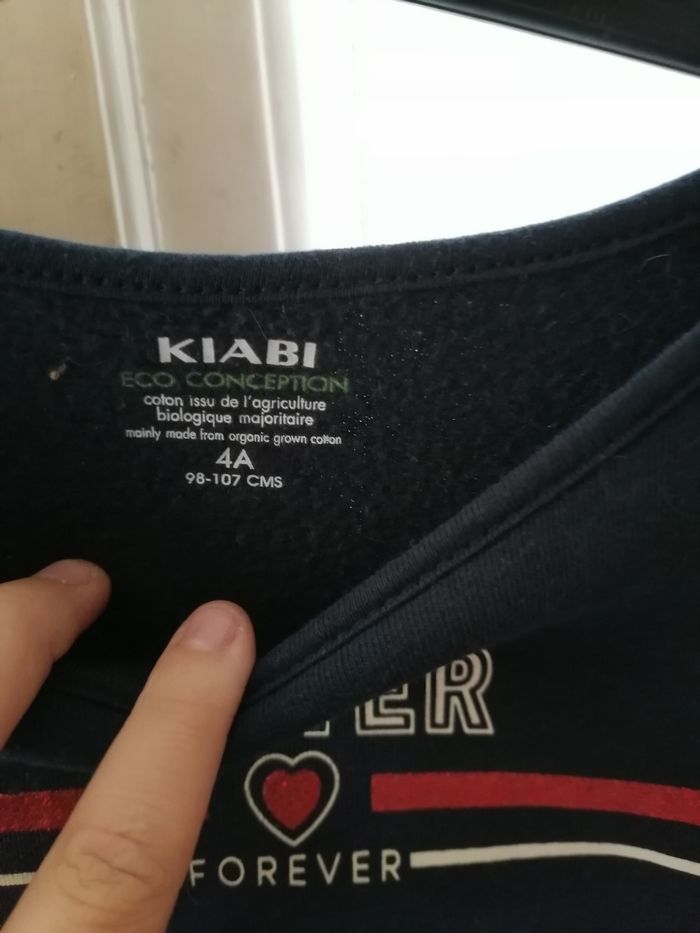 KIABI
ECO CONCEPTION
coton issu de l'agriculture
biologique majoritaire
mainly made from organic grown cotton
4A
98-107 CMS
FOREVER